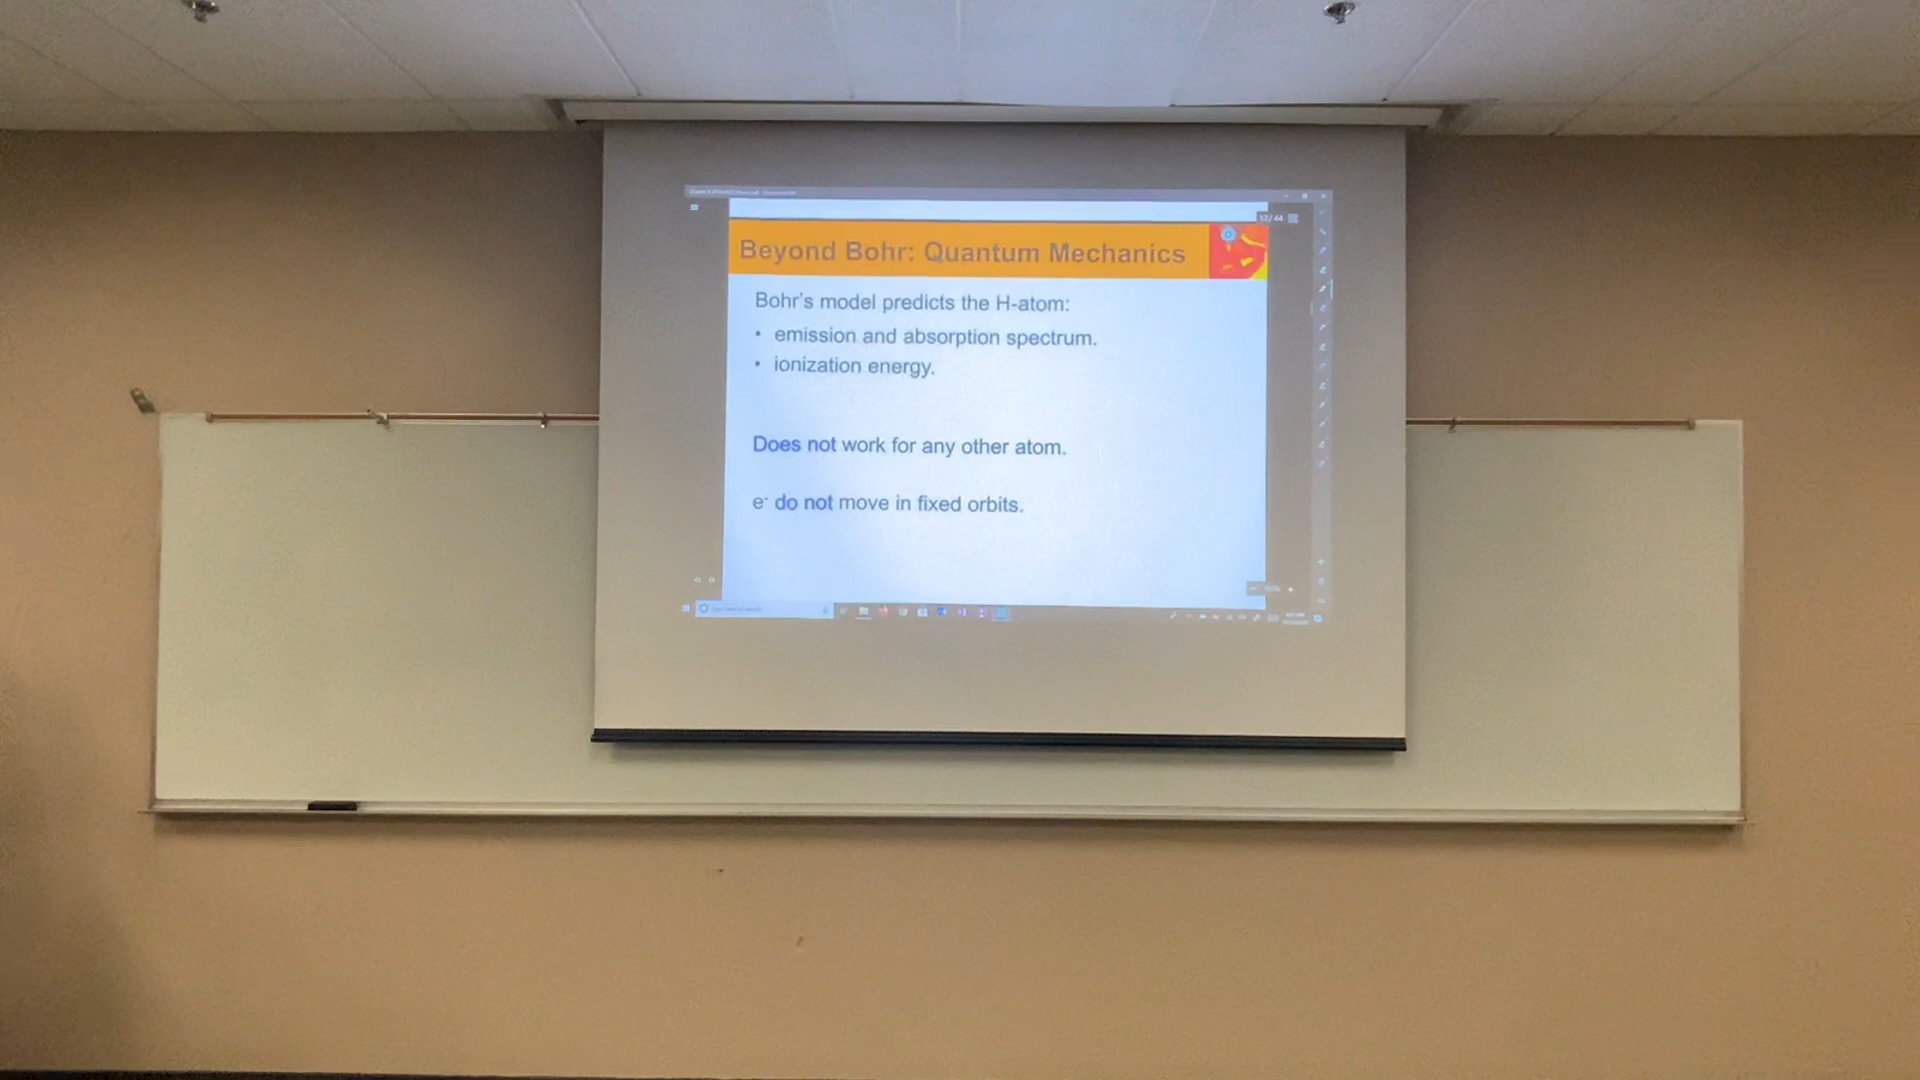 Beyond Bohr: Quantum Mechanics
Bohr's model predicts the H-atom:
• emission and absorption spectrum.
• ionization energy.
Does not work for any other atom.
e⁻ do not move in fixed orbits.